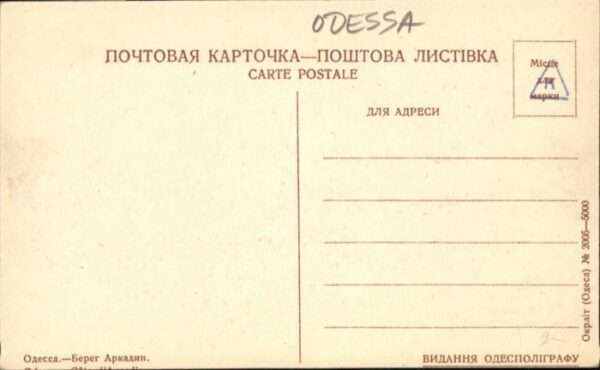 ODESSA
ПОЧТОВАЯ КАРТОЧКА—ПОШТОВА ЛИСТІВКА
CARTE POSTALE
Місце
для
марки
ДЛЯ АДРЕСИ
Окрліт (Одеса) № 2005—5000
Одесса.—Берег Аркадии.
ВИДАННЯ ОДЕСПОЛІГРАФУ